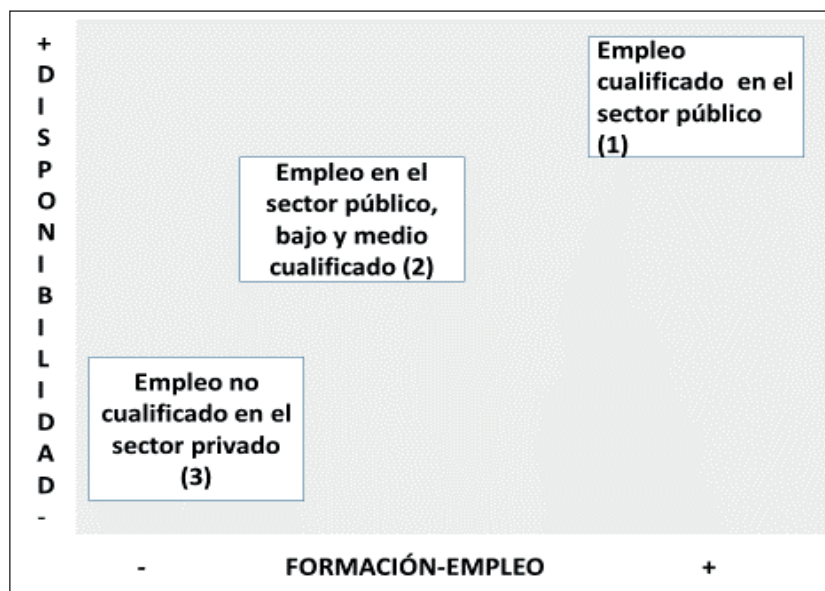 +
D
I
S
P
O
N
I
B
I
L
I
D
A
D
-
Empleo
cualificado en el
sector público
(1)
Empleo en el
sector público,
bajo y medio
cualificado (2)
Empleo no
cualificado en el
sector privado
(3)
- FORMACIÓN-EMPLEO +